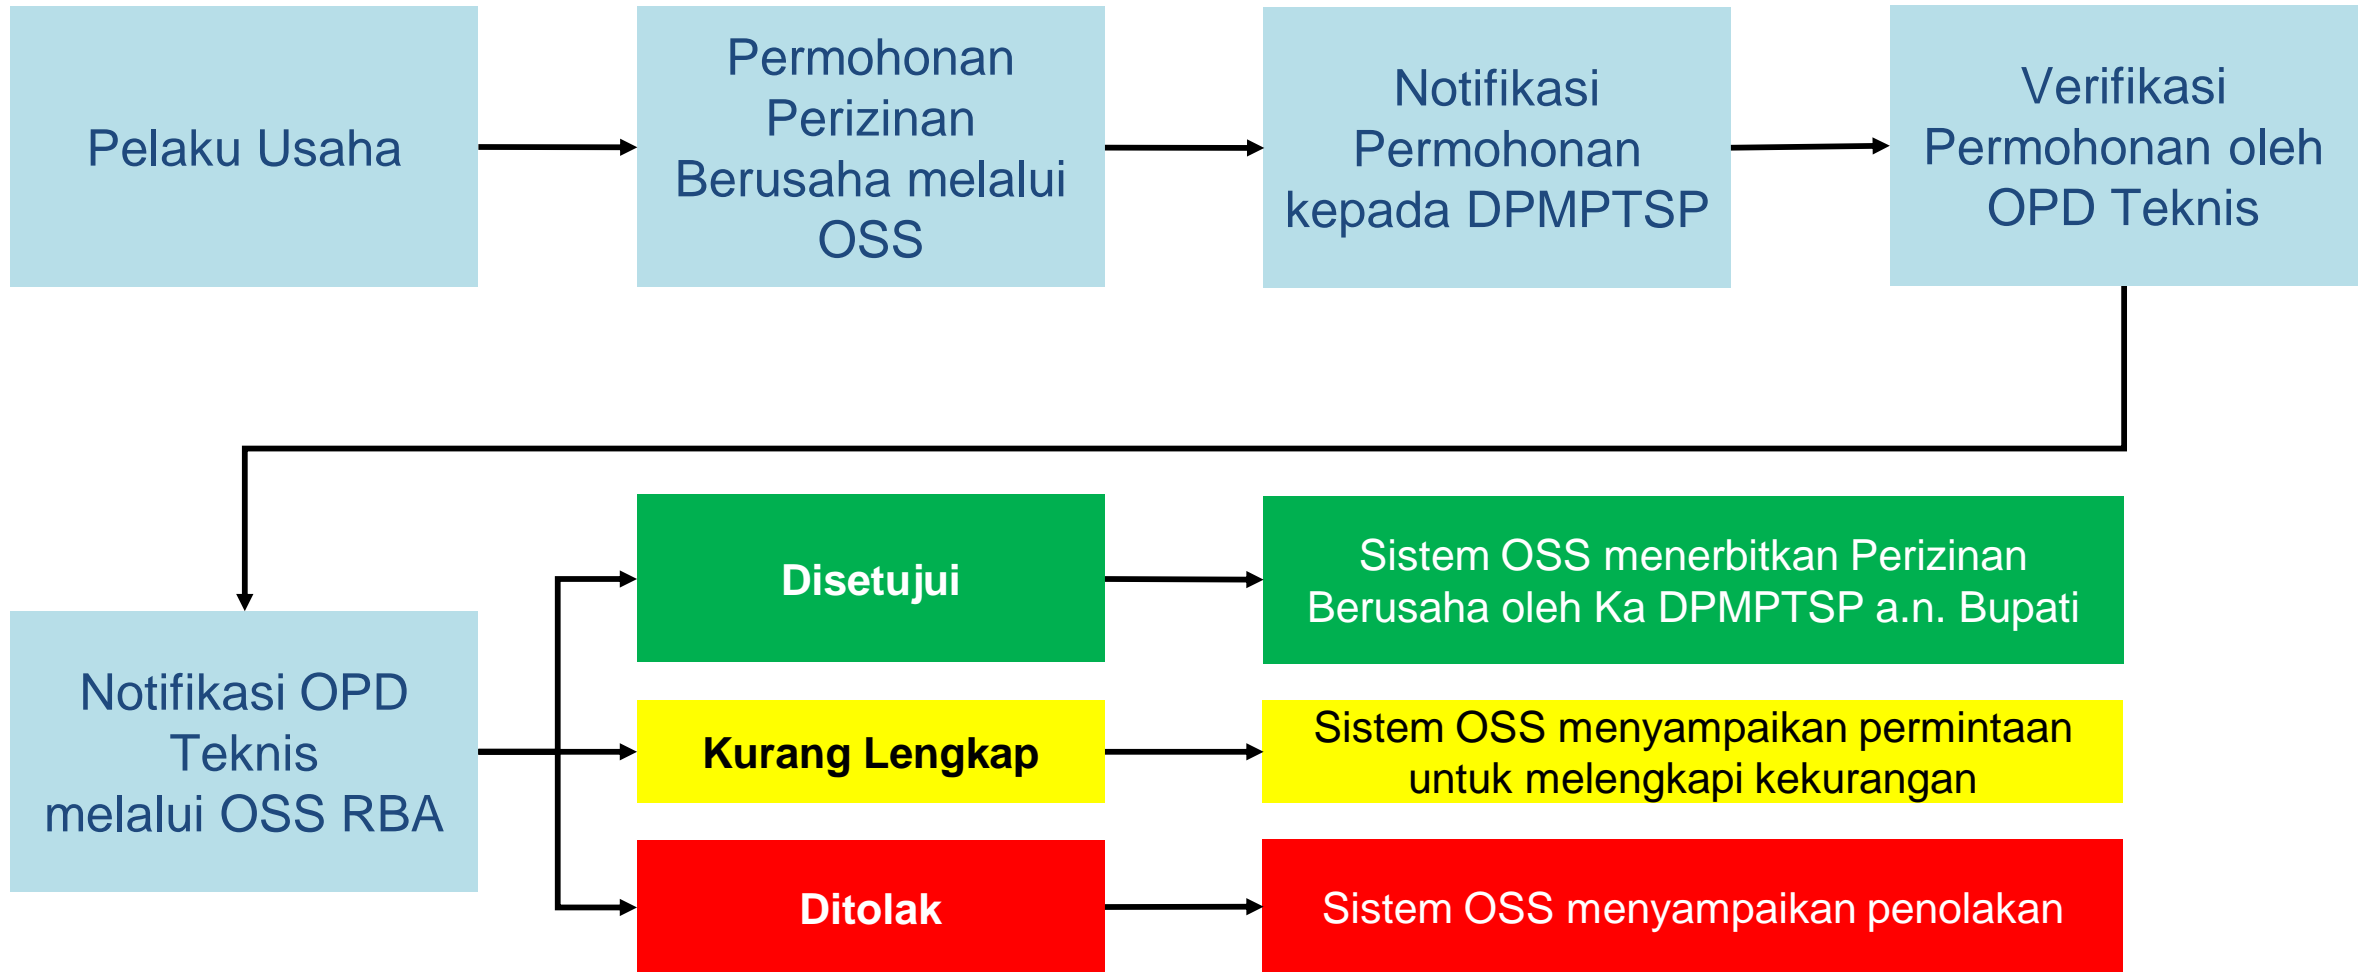 Pelaku Usaha
Permohonan
Perizinan
Berusaha melalui
OSS
Notifikasi
Permohonan
kepada DPMPTSP
Verifikasi
Permohonan oleh
OPD Teknis
Notifikasi OPD
Teknis
melalui OSS RBA
Disetujui
Sistem OSS menerbitkan Perizinan
Berusaha oleh Ka DPMPTSP a.n. Bupati
Kurang Lengkap
Sistem OSS menyampaikan permintaan
untuk melengkapi kekurangan
Ditolak
Sistem OSS menyampaikan penolakan